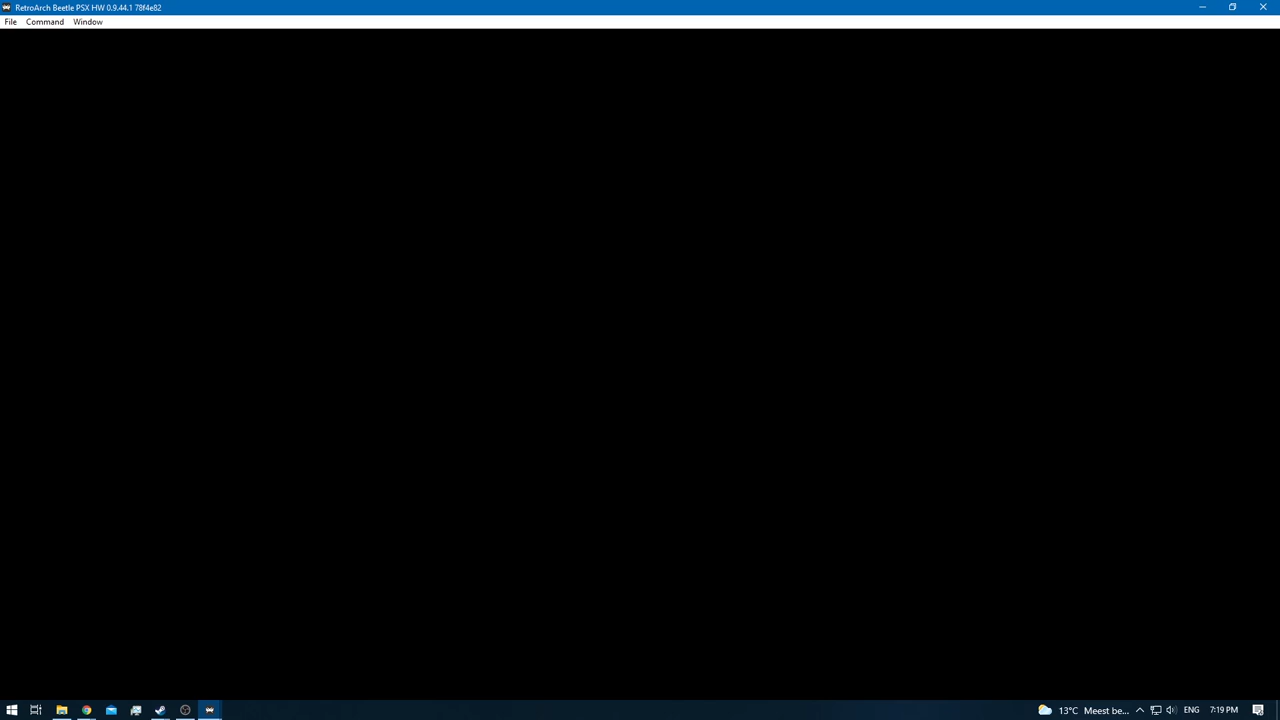 RetroArch Beetle PSX HW 0.9.44.1 78f4e82
File Command Window
13°C Meest be... ENG 7:19 PM